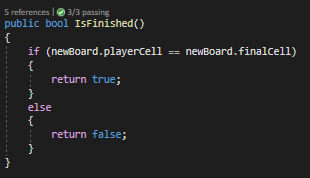 5 references | 3/3 passing
public bool IsFinished()
{
    if (newBoard.playerCell == newBoard.finalCell)
    {
        return true;
    }
    else
    {
        return false;
    }
}